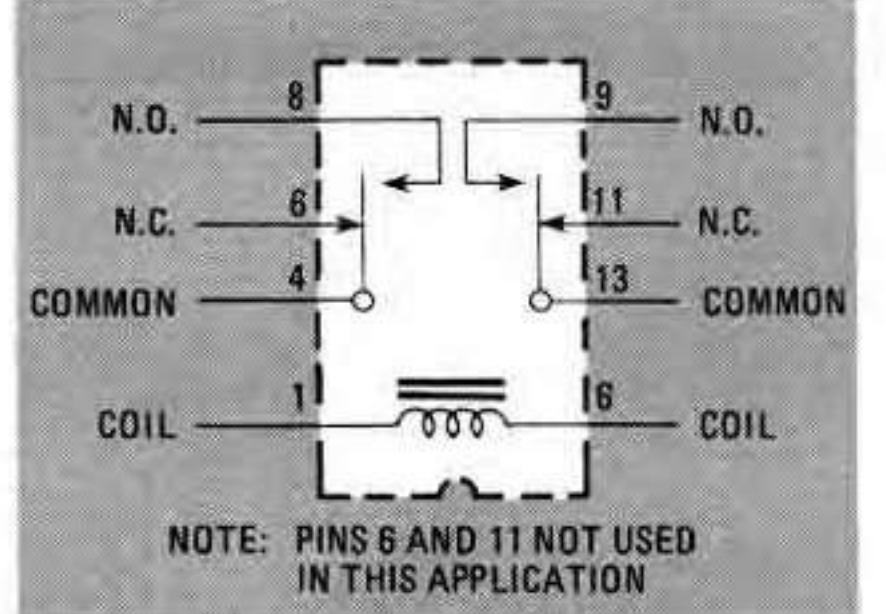 8 9
N.O. N.O.
6 11
N.C. N.C.
4 13
COMMON COMMON
1 6
COIL COIL
NOTE: PINS 6 AND 11 NOT USED
IN THIS APPLICATION